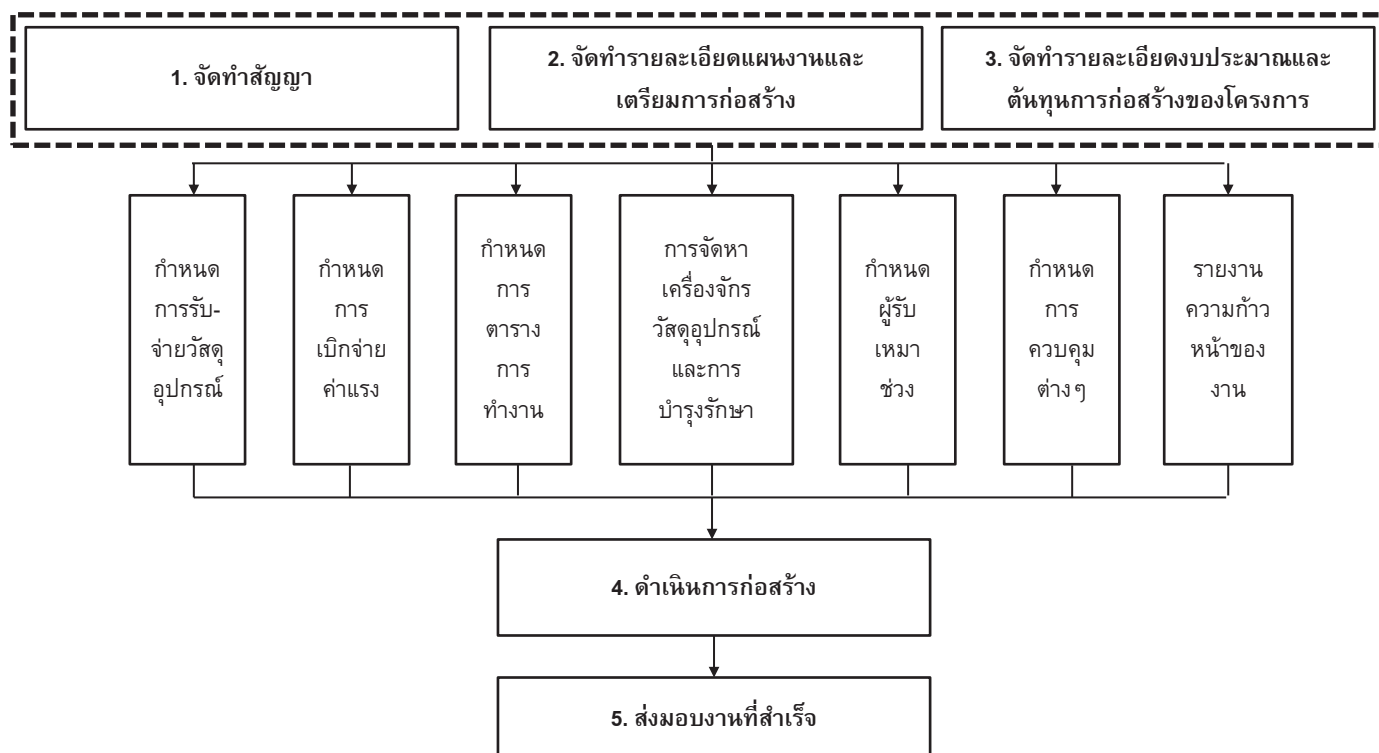 1. จัดทำสัญญา
2. จัดทำรายละเอียดแผนงานและ
เตรียมการก่อสร้าง
3. จัดทำรายละเอียดงบประมาณและ
ต้นทุนการก่อสร้างของโครงการ
กำหนด
การรับ-
จ่ายวัสดุ
อุปกรณ์
กำหนด
การ
เบิกจ่าย
ค่าแรง
กำหนด
การ
ตาราง
การ
ทำงาน
การจัดหา
เครื่องจักร
วัสดุอุปกรณ์
และการ
บำรุงรักษา
กำหนด
ผู้รับ
เหมา
ช่วง
กำหนด
การ
ควบคุม
ต่างๆ
รายงาน
ความก้าว
หน้าของ
งาน
4. ดำเนินการก่อสร้าง
5. ส่งมอบงานที่สำเร็จ